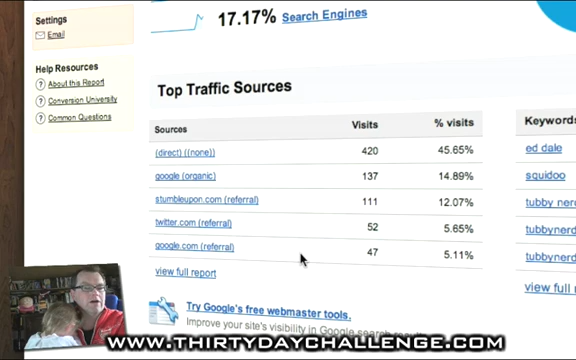 Settings
Email
17.17% Search Engines
Help Resources
About this Report
Conversion University
Common Questions
Top Traffic Sources
Sources Visits % visits
(direct) ((none)) 420 45.65%
google (organic) 137 14.89%
stumbleupon.com (referral) 111 12.07%
twitter.com (referral) 52 5.65%
google.com (referral) 47 5.11%
view full report
Keywords
ed dale
squidoo
tubby ner
tubbynerd
tubbynerd
view full
Try Google's free webmaster tools.
Improve your site's visibility in Google search results
WWW.THIRTYDAYCHALLENGE.COM